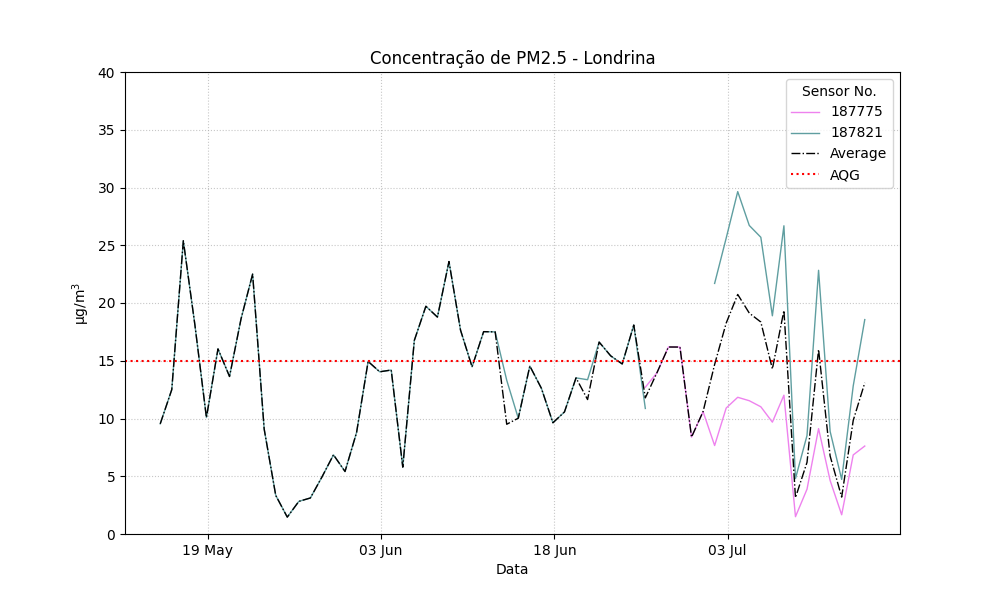 Concentração de PM2.5 - Londrina
40
35
30
25
20
15
10
5
0
µg/m³
19 May
03 Jun
18 Jun
03 Jul
Data
Sensor No.
187775
187821
Average
AQG